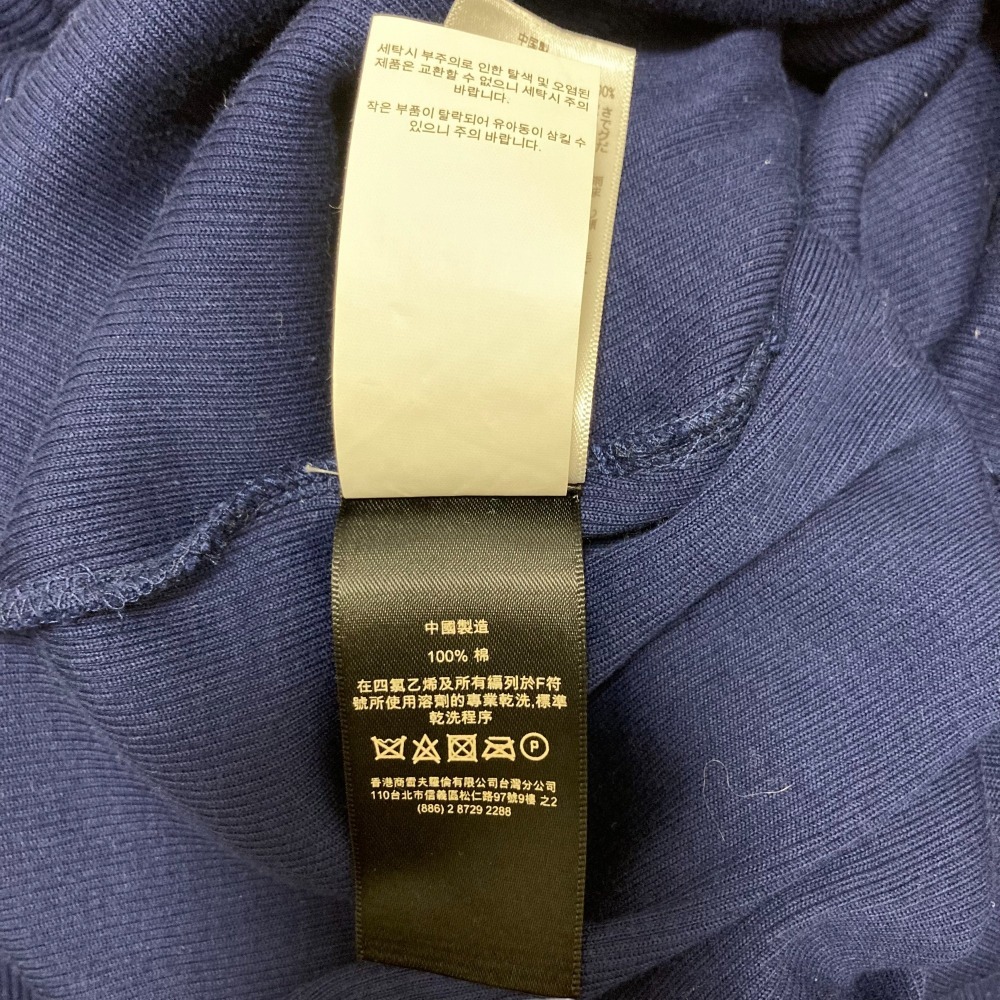 세탁시 부주의로 인한 탈색 및 오염된
제품은 교환할 수 없으니 세탁시 주의
바랍니다.
작은 부품이 탈락되어 유아동이 삼킬 수
있으니 주의 바랍니다.
中國製造
100% 棉
在四氯乙烯及所有編列於F符
號所使用溶劑的專業乾洗,標準
乾洗程序
P
香港商雷夫羅倫有限公司台灣分公司
110台北市信義區松仁路97號9樓 之2
(886) 2 8729 2288